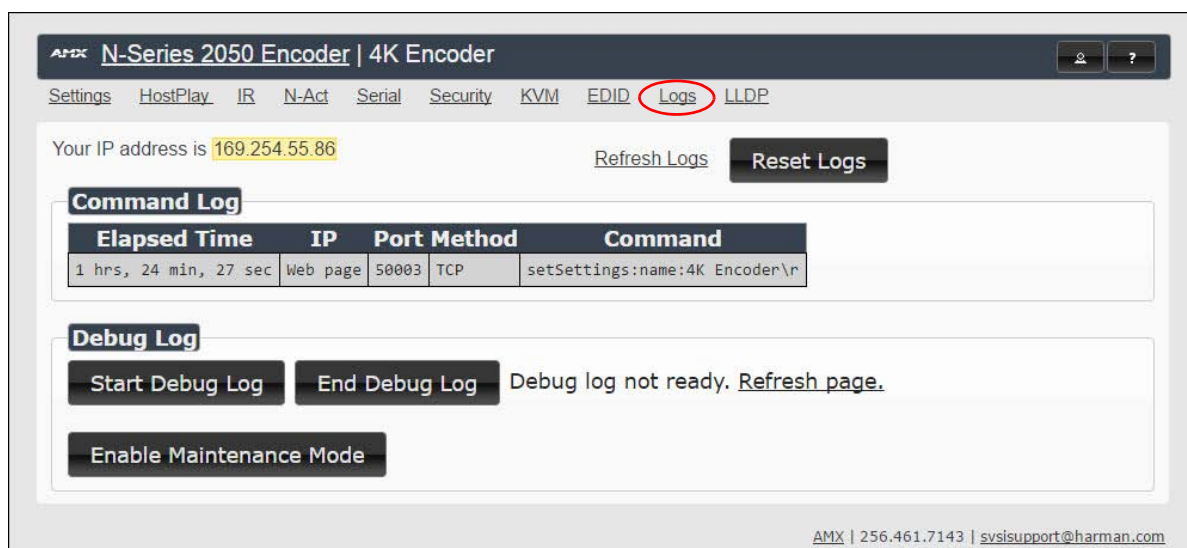 AMX N-Series 2050 Encoder | 4K Encoder ?
Settings HostPlay IR N-Act Serial Security KVM EDID Logs LLDP
Your IP address is 169.254.55.86
Refresh Logs Reset Logs
Command Log
Elapsed Time IP Port Method Command
1 hrs, 24 min, 27 sec Web page 50003 TCP setSettings:name:4K Encoder\r
Debug Log
Start Debug Log End Debug Log Debug log not ready. Refresh page.
Enable Maintenance Mode
AMX | 256.461.7143 | svsisupport@harman.com